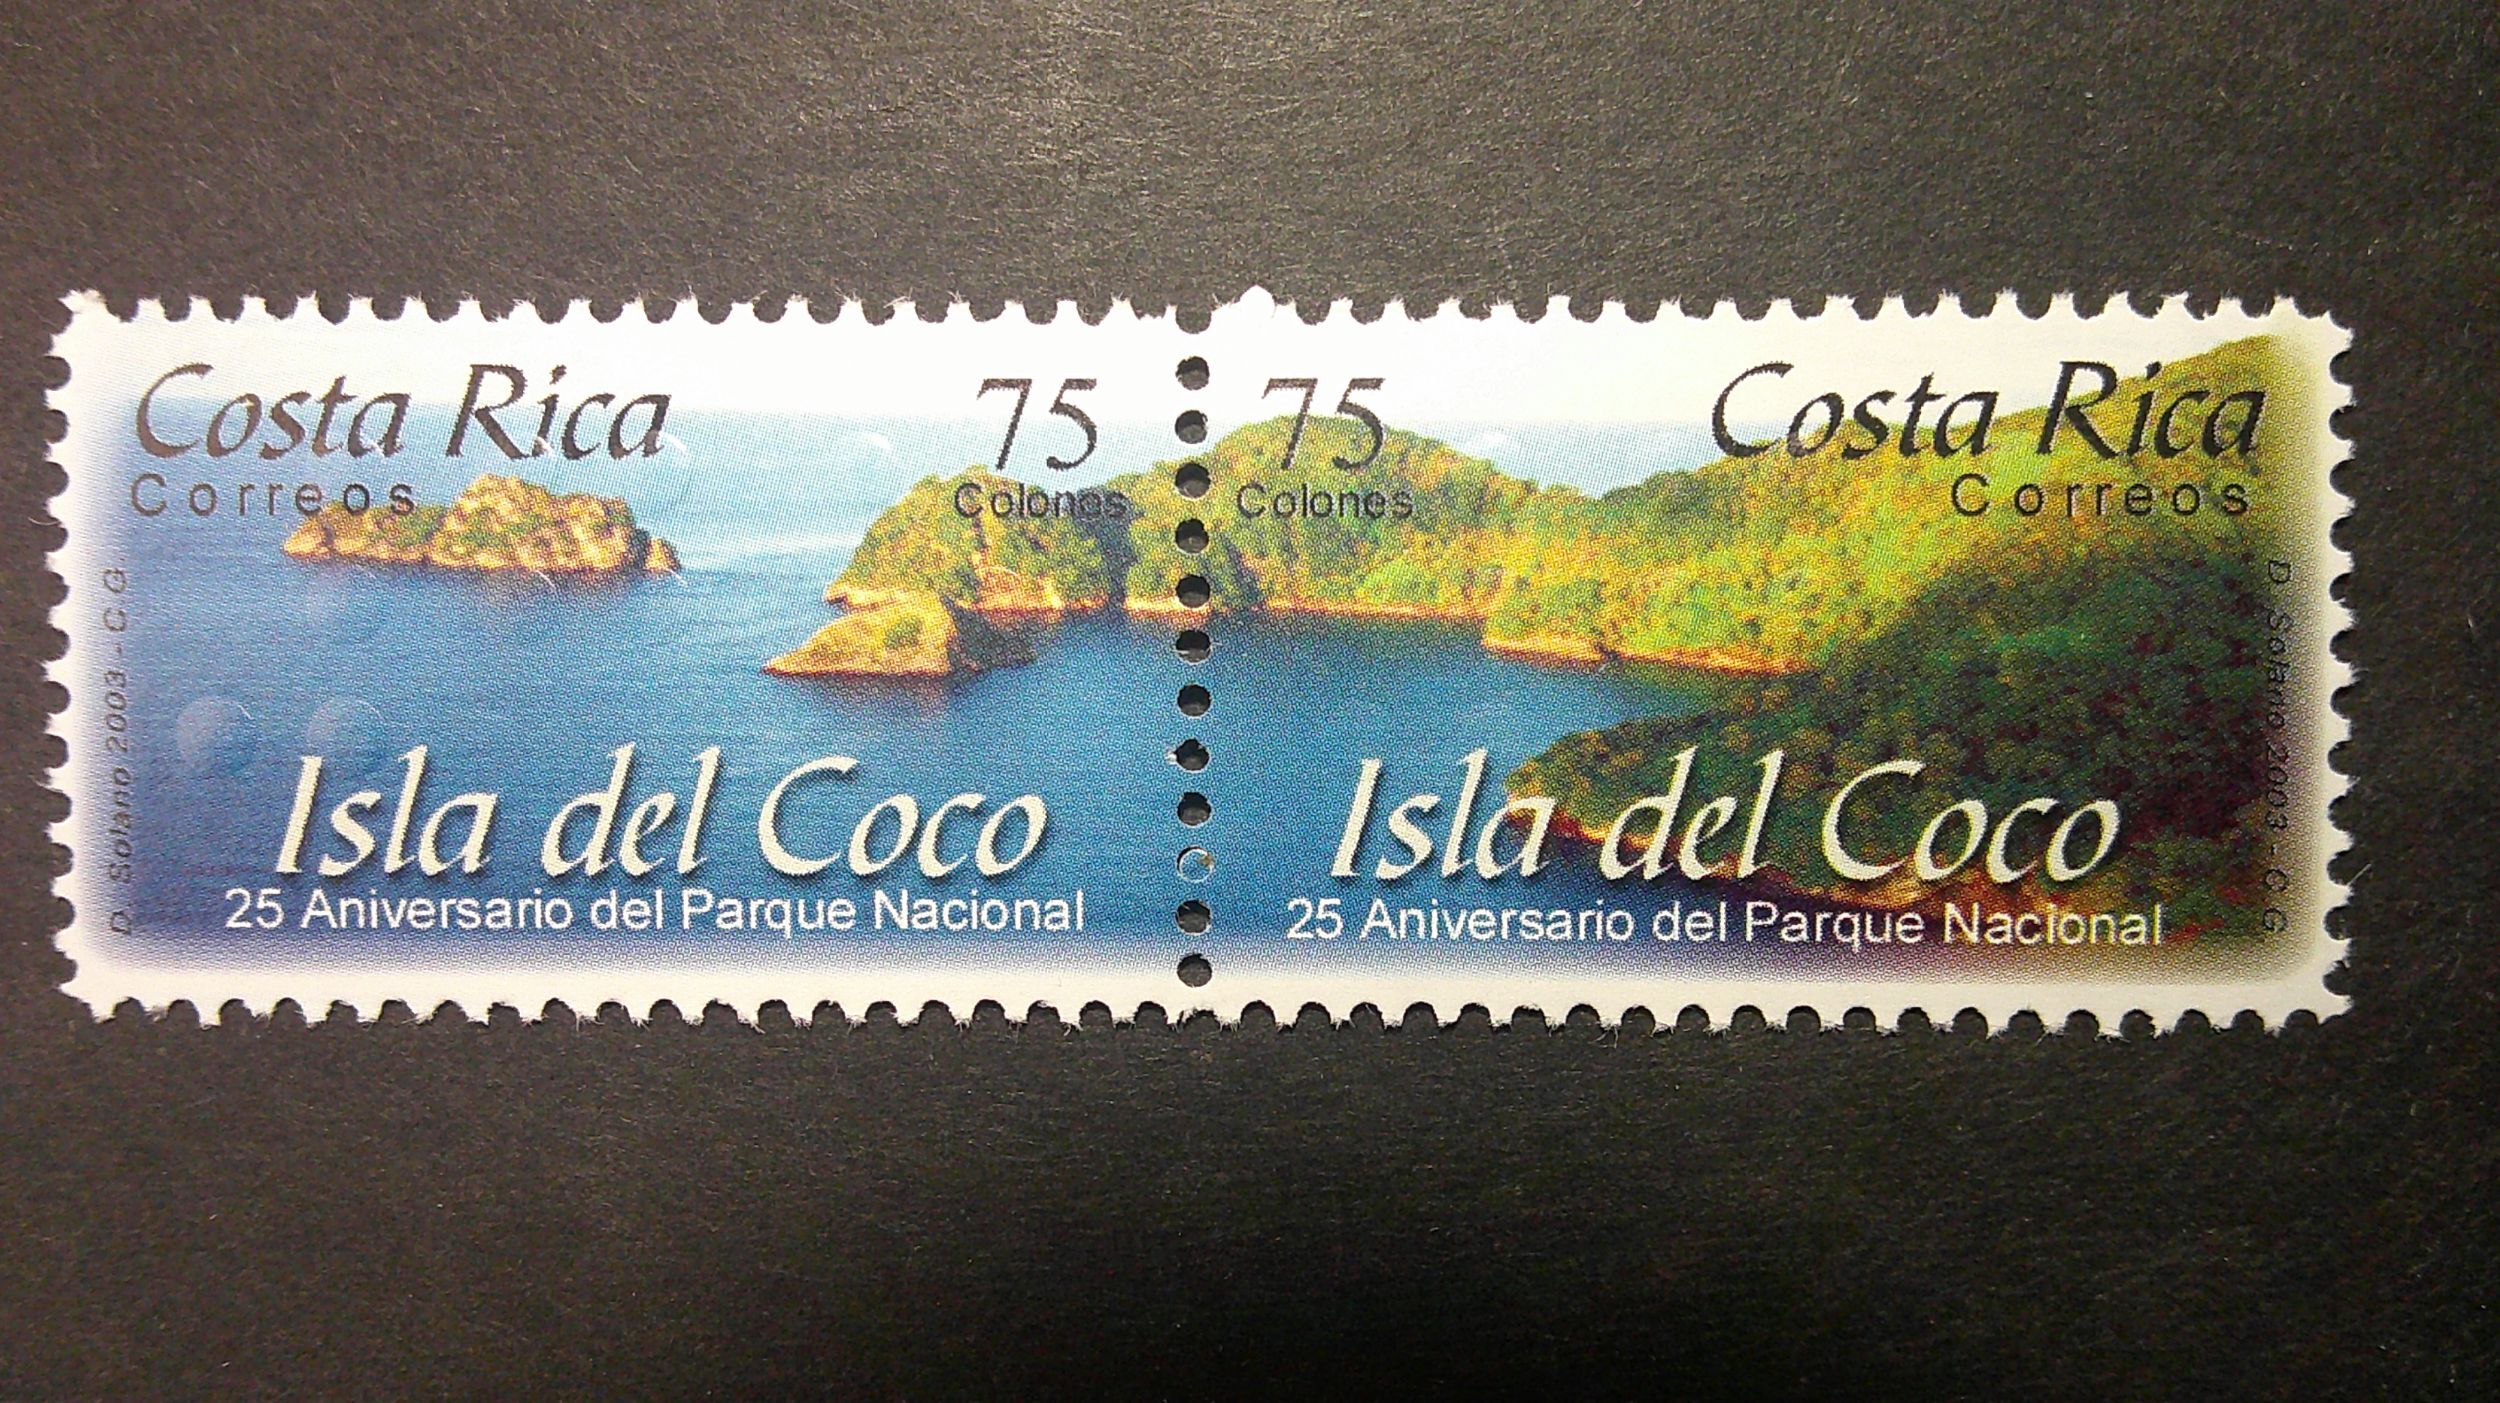 Costa Rica
Correos
75
Colones
D. Solano 2003 - C.G.
Isla del Coco
25 Aniversario del Parque Nacional
75
Colones
Costa Rica
Correos
D. Solano 2003 - C.G.
Isla del Coco
25 Aniversario del Parque Nacional